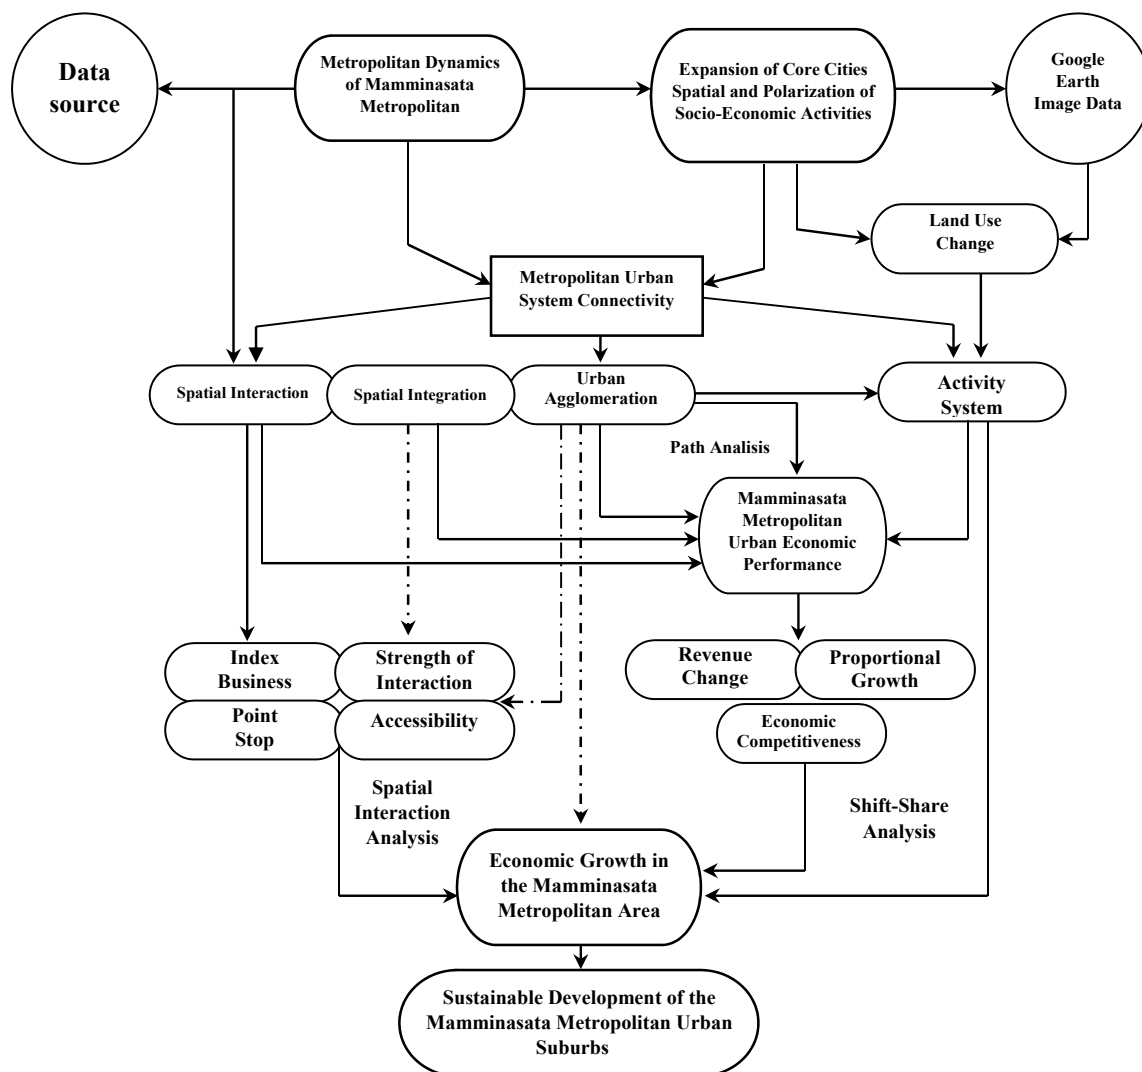 Data
source
Metropolitan Dynamics
of Mamminasata
Metropolitan
Expansion of Core Cities
Spatial and Polarization of
Socio-Economic Activities
Google
Earth
Image Data
Land Use
Change
Metropolitan Urban
System Connectivity
Spatial Interaction
Spatial Integration
Urban
Agglomeration
Activity
System
Path Analisis
Mamminasata
Metropolitan
Urban Economic
Performance
Index
Business
Strength of
Interaction
Revenue
Change
Proportional
Growth
Point
Stop
Accessibility
Economic
Competitiveness
Spatial
Interaction
Analysis
Shift-Share
Analysis
Economic Growth in
the Mamminasata
Metropolitan Area
Sustainable Development of the
Mamminasata Metropolitan Urban
Suburbs